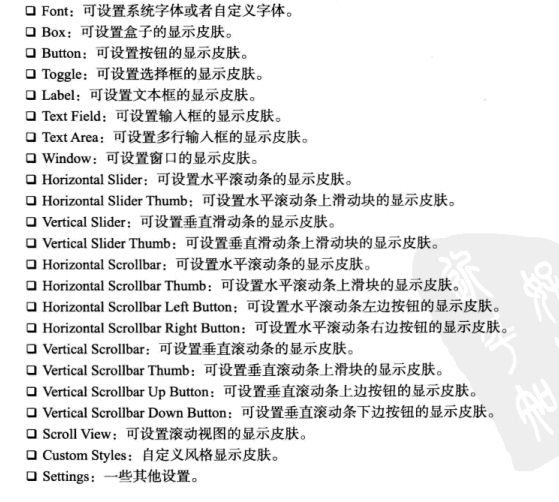 ❑ Font：可设置系统字体或者自定义字体。
❑ Box：可设置盒子的显示皮肤。
❑ Button：可设置按钮的显示皮肤。
❑ Toggle：可设置选择框的显示皮肤。
❑ Label：可设置文本框的显示皮肤。
❑ Text Field：可设置输入框的显示皮肤。
❑ Text Area：可设置多行输入框的显示皮肤。
❑ Window：可设置窗口的显示皮肤。
❑ Horizontal Slider：可设置水平滚动条的显示皮肤。
❑ Horizontal Slider Thumb：可设置水平滚动条上滑动块的显示皮肤。
❑ Vertical Slider：可设置垂直滑动条的显示皮肤。
❑ Vertical Slider Thumb：可设置垂直滑动条上滑动块的显示皮肤。
❑ Horizontal Scrollbar：可设置水平滚动条的显示皮肤。
❑ Horizontal Scrollbar Thumb：可设置水平滚动条上滑块的显示皮肤。
❑ Horizontal Scrollbar Left Button：可设置水平滚动条左边按钮的显示皮肤。
❑ Horizontal Scrollbar Right Button：可设置水平滚动条右边按钮的显示皮肤。
❑ Vertical Scrollbar：可设置垂直滚动条的显示皮肤。
❑ Vertical Scrollbar Thumb：可设置垂直滚动条上滑块的显示皮肤。
❑ Vertical Scrollbar Up Button：可设置垂直滚动条上边按钮的显示皮肤。
❑ Vertical Scrollbar Down Button：可设置垂直滚动条下边按钮的显示皮肤。
❑ Scroll View：可设置滚动视图的显示皮肤。
❑ Custom Styles：自定义风格显示皮肤。
❑ Settings：一些其他设置。